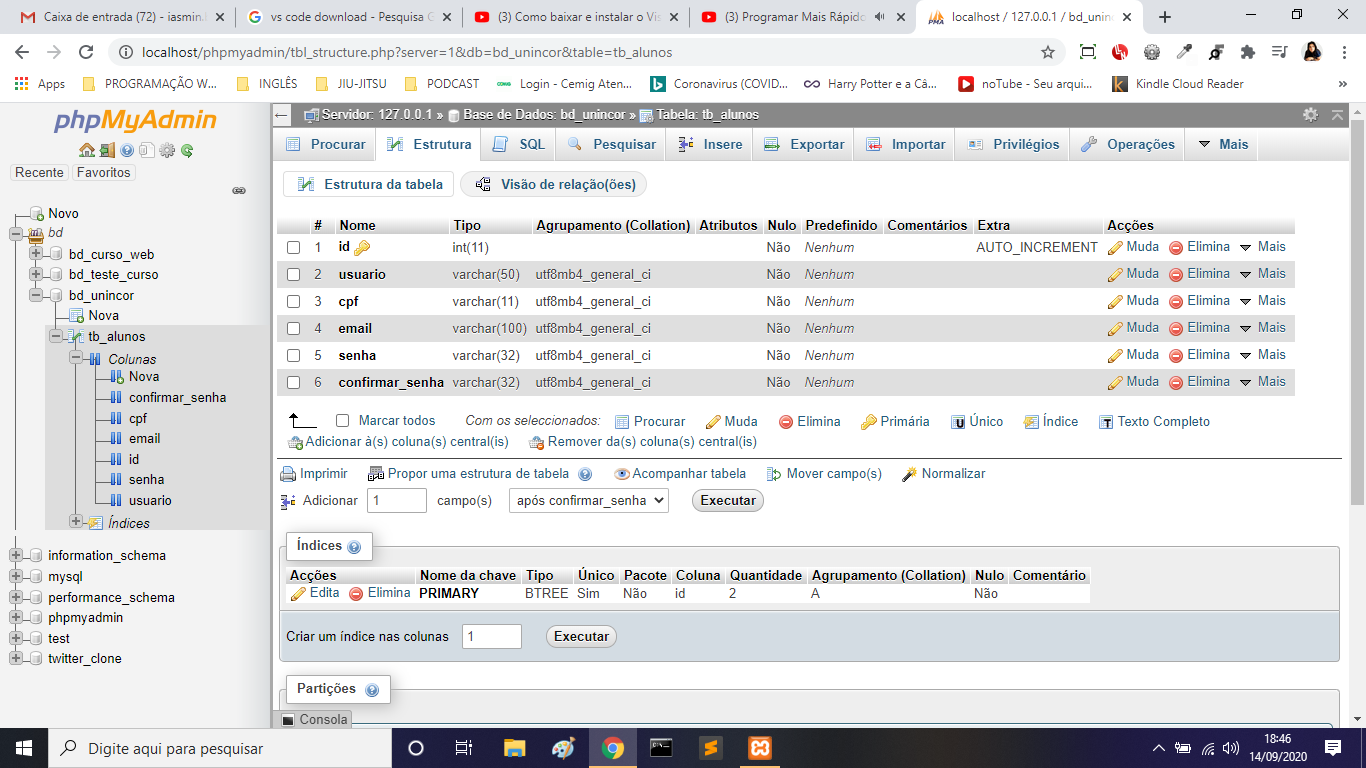 Caixa de entrada (72) - iasmin.
vs code download - Pesquisa G
(3) Como baixar e instalar o Vis
(3) Programar Mais Rápido
localhost / 127.0.0.1 / bd_uninc
localhost/phpmyadmin/tbl_structure.php?server=1&db=bd_unincor&table=tb_alunos
Apps PROGRAMAÇÃO W... INGLÊS JIU-JITSU PODCAST Login - Cemig Aten... Coronavirus (COVID... Harry Potter e a Câ... noTube - Seu arqui... Kindle Cloud Reader »
phpMyAdmin
Recente Favoritos
Novo
bd
bd_curso_web
bd_teste_curso
bd_unincor
Nova
tb_alunos
Colunas
Nova
confirmar_senha
cpf
email
id
senha
usuario
Índices
information_schema
mysql
performance_schema
phpmyadmin
test
twitter_clone
Servidor: 127.0.0.1 » Base de Dados: bd_unincor » Tabela: tb_alunos
Procurar Estrutura SQL Pesquisar Insere Exportar Importar Privilégios Operações Mais
Estrutura da tabela Visão de relação(ões)
# Nome Tipo Agrupamento (Collation) Atributos Nulo Predefinido Comentários Extra Acções
1 id int(11) Não Nenhum AUTO_INCREMENT Muda Elimina Mais
2 usuario varchar(50) utf8mb4_general_ci Não Nenhum Muda Elimina Mais
3 cpf varchar(11) utf8mb4_general_ci Não Nenhum Muda Elimina Mais
4 email varchar(100) utf8mb4_general_ci Não Nenhum Muda Elimina Mais
5 senha varchar(32) utf8mb4_general_ci Não Nenhum Muda Elimina Mais
6 confirmar_senha varchar(32) utf8mb4_general_ci Não Nenhum Muda Elimina Mais
Marcar todos Com os seleccionados: Procurar Muda Elimina Primária Único Índice Texto Completo
Adicionar à(s) coluna(s) central(is) Remover da(s) coluna(s) central(is)
Imprimir Propor uma estrutura de tabela Acompanhar tabela Mover campo(s) Normalizar
Adicionar 1 campo(s) após confirmar_senha Executar
Índices
Acções Nome da chave Tipo Único Pacote Coluna Quantidade Agrupamento (Collation) Nulo Comentário
Edita Elimina PRIMARY BTREE Sim Não id 2 A Não
Criar um índice nas colunas 1 Executar
Partições
Consola
Digite aqui para pesquisar
18:46
14/09/2020